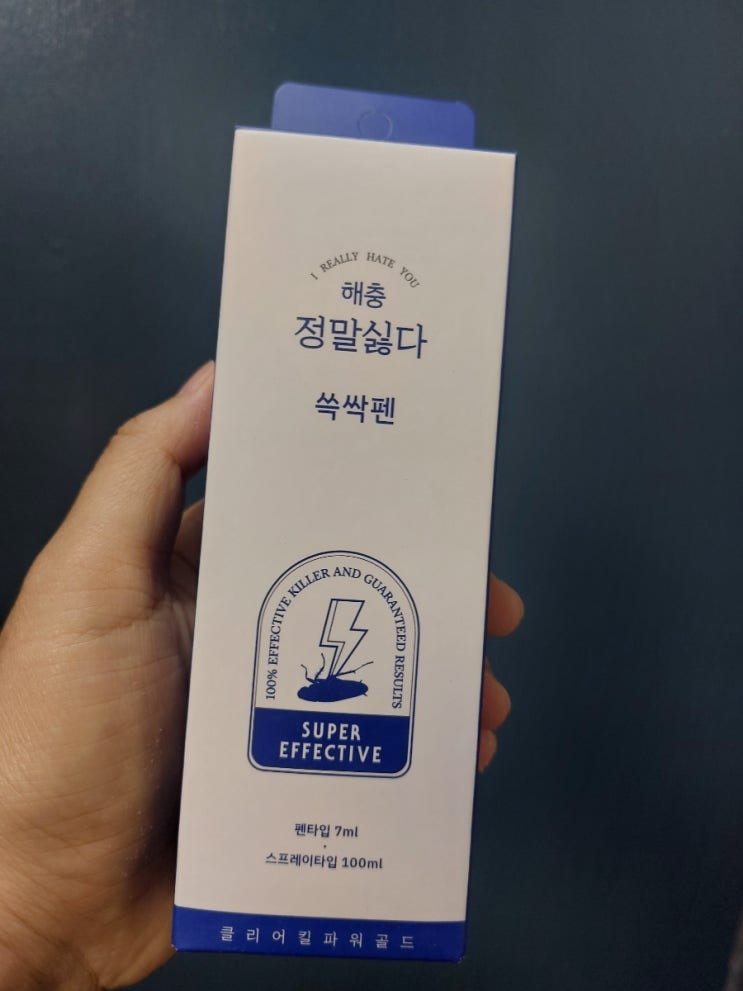 I REALLY HATE YOU
해충
정말싫다
쓱싹펜
100% EFFECTIVE KILLER AND GUARANTEED RESULTS
SUPER
EFFECTIVE
펜타입 7ml
·
스프레이타입 100ml
클리어킬파워골드